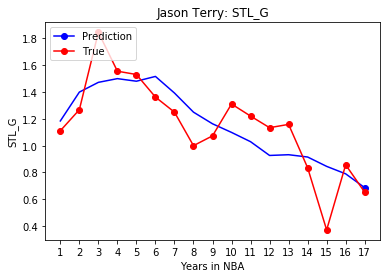 Jason Terry: STL_G
Prediction
True
1.8
1.6
1.4
1.2
1.0
0.8
0.6
0.4
STL_G
1 2 3 4 5 6 7 8 9 10 11 12 13 14 15 16 17
Years in NBA